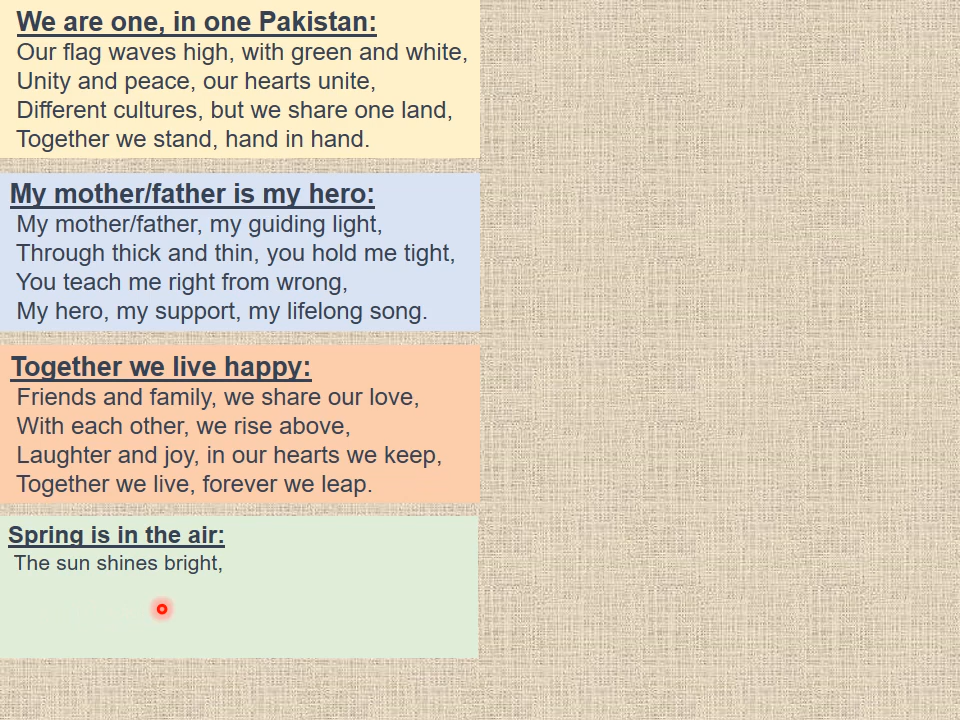 We are one, in one Pakistan:
Our flag waves high, with green and white,
Unity and peace, our hearts unite,
Different cultures, but we share one land,
Together we stand, hand in hand.
My mother/father is my hero:
My mother/father, my guiding light,
Through thick and thin, you hold me tight,
You teach me right from wrong,
My hero, my support, my lifelong song.
Together we live happy:
Friends and family, we share our love,
With each other, we rise above,
Laughter and joy, in our hearts we keep,
Together we live, forever we leap.
Spring is in the air:
The sun shines bright,